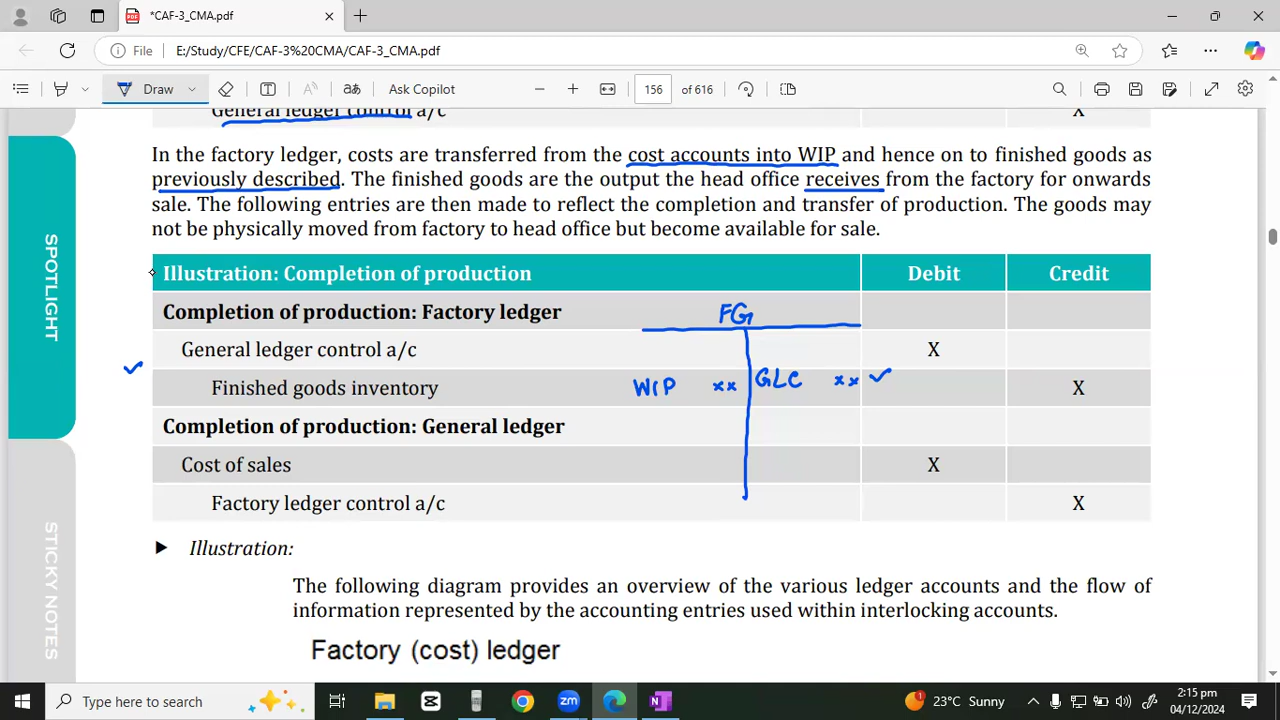 *CAF-3_CMA.pdf
File E:/Study/CFE/CAF-3%20CMA/CAF-3_CMA.pdf
Draw
Ask Copilot
156 of 616
General ledger control a/c X
In the factory ledger, costs are transferred from the cost accounts into WIP and hence on to finished goods as
previously described. The finished goods are the output the head office receives from the factory for onwards
sale. The following entries are then made to reflect the completion and transfer of production. The goods may
not be physically moved from factory to head office but become available for sale.
SPOTLIGHT
Illustration: Completion of production Debit Credit
Completion of production: Factory ledger FG
General ledger control a/c X
Finished goods inventory WIP xx GLC xx X
Completion of production: General ledger
Cost of sales X
Factory ledger control a/c X
STICKY NOTES
Illustration:
The following diagram provides an overview of the various ledger accounts and the flow of
information represented by the accounting entries used within interlocking accounts.
Factory (cost) ledger
Type here to search
23°C Sunny
2:15 pm
04/12/2024